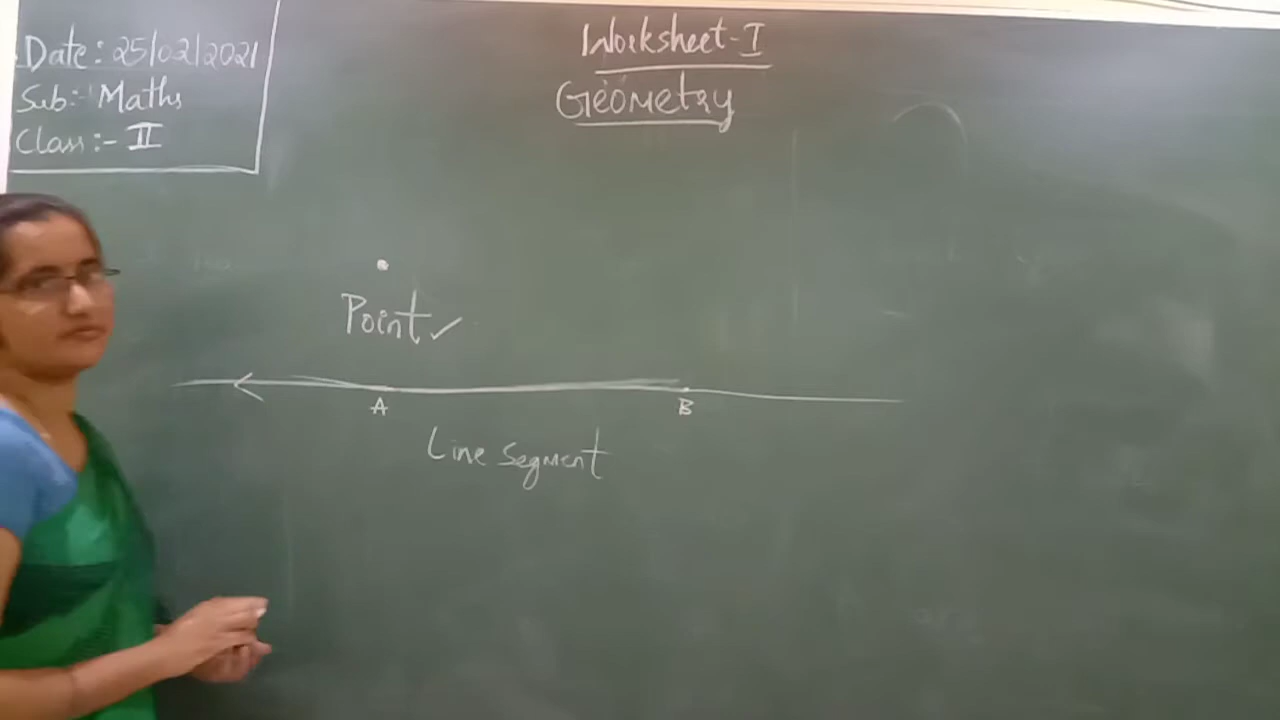 Date: 25/02/2021
Sub:- Maths
Class:- II
Worksheet-I
Geometry
Point
A B
Line Segment